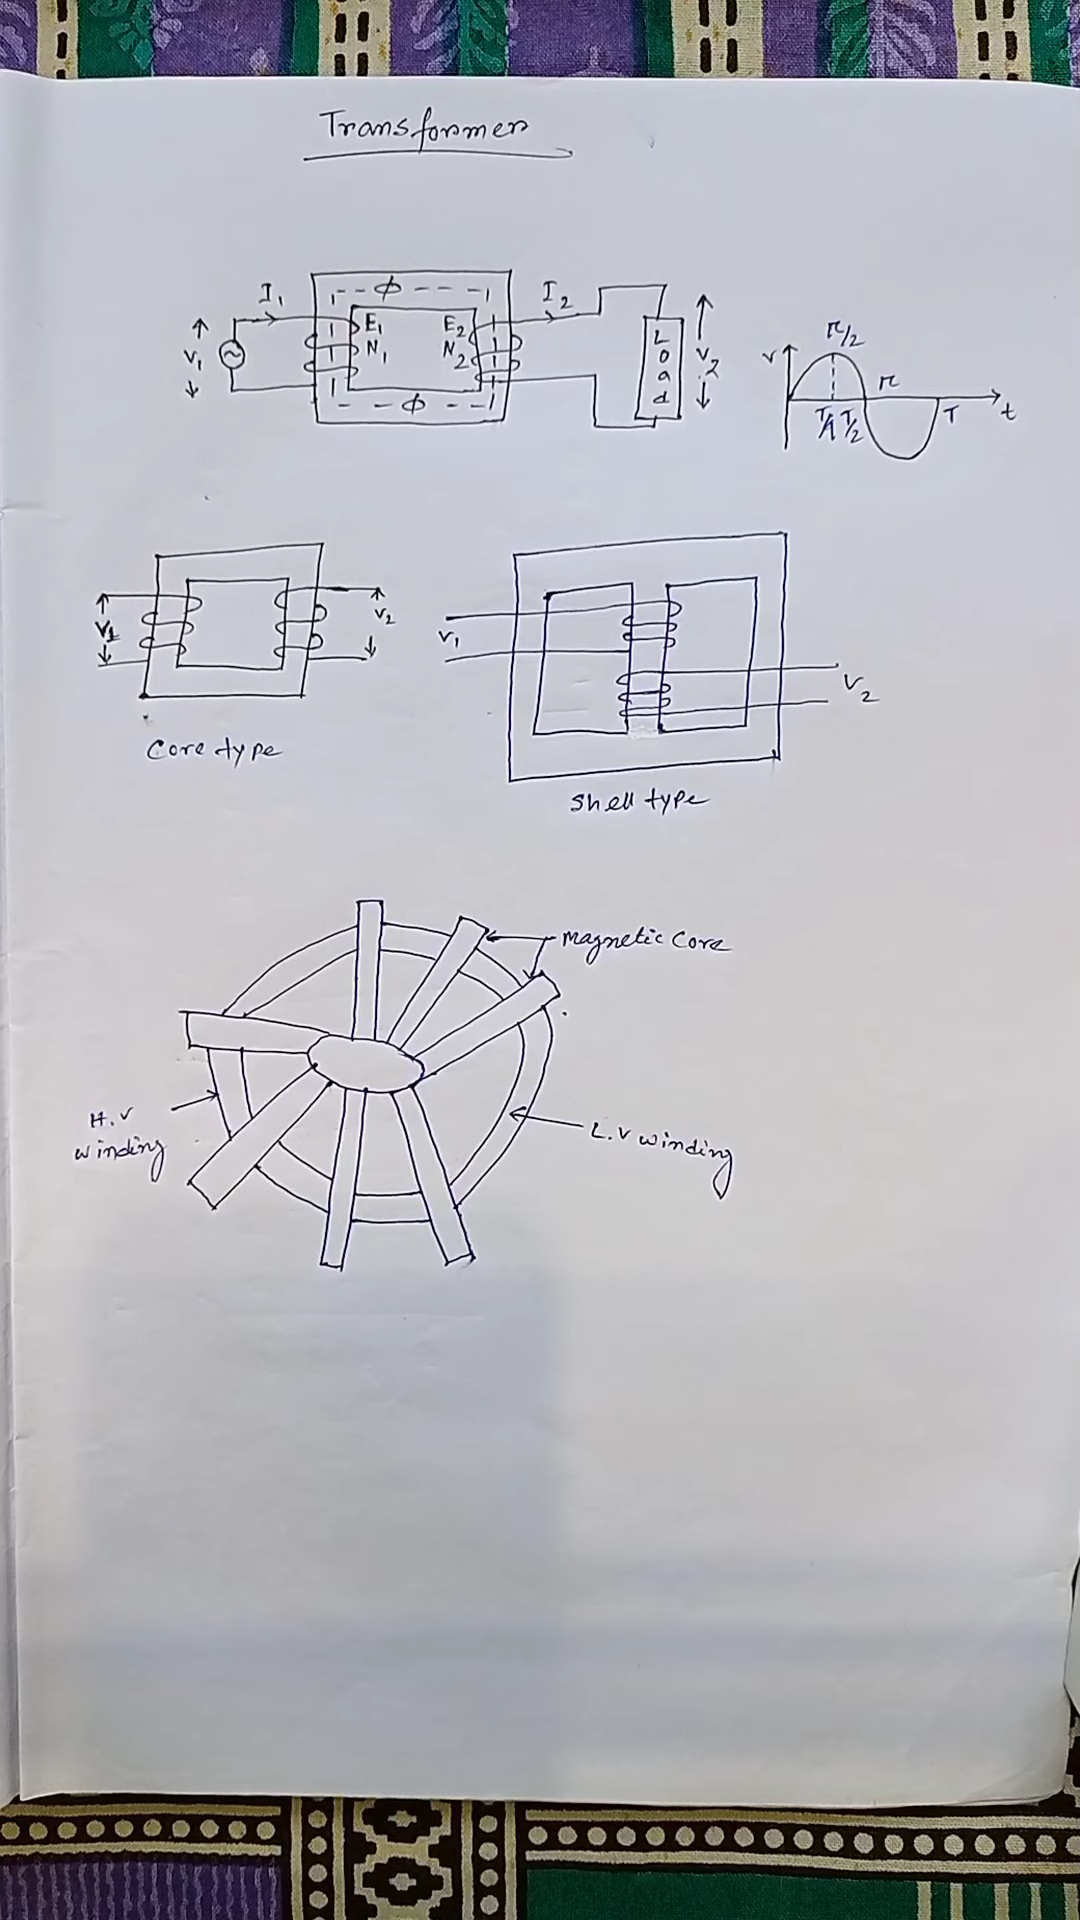 Transformer
I1
ϕ
I2
V1
E1
E2
N1
N2
ϕ
Load
V2
V
π/2
π
T/4
T/2
T
t
V1
V2
Core type
V1
V2
Shell type
Magnetic Core
H.V
winding
L.V winding